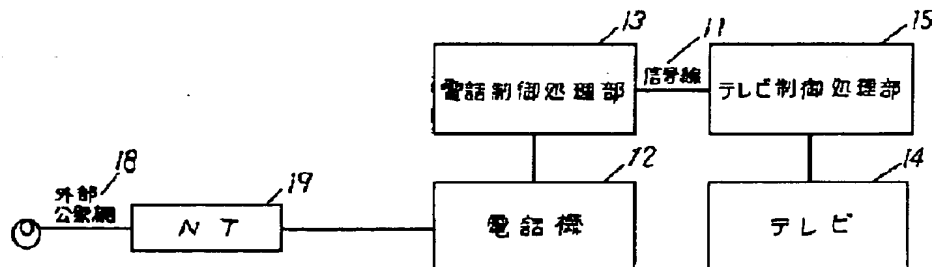 13
11
15
電話制御処理部
信号線
テレビ制御処理部
18
外部
公衆網
19
NT
12
電話機
14
テレビ